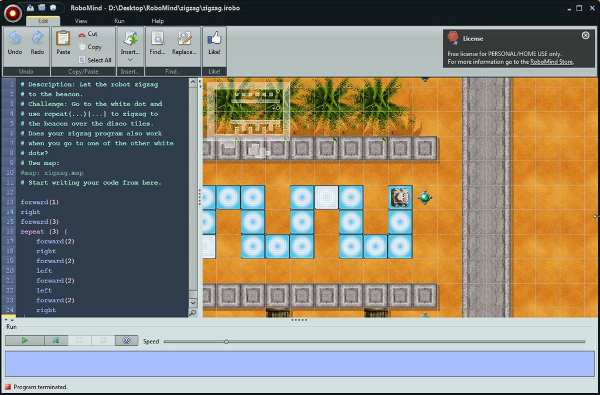 RoboMind - D:\Desktop\RoboMind\zigzag\zigzag.irobo
Edit View Run Help
Undo Redo
Paste
Cut
Copy
Select All
Insert...
Find... Replace...
Like!
Undo Copy/Paste Insert... Find... Like!
License
Free license for PERSONAL/HOME USE only.
For more information go to the RoboMind Store.
1 # Description: Let the robot zigzag
2 # to the beacon.
3 # Challenge: Go to the white dot and
4 # use repeat(...){...} to zigzag to
5 # the beacon over the disco tiles.
6 # Does your zigzag program also work
7 # when you go to one of the other white
8 # dots?
9 # Use map:
10 #map: zigzag.map
11 # Start writing your code from here.
12
13 forward(1)
14 right
15 forward(3)
16 repeat (3) {
17 forward(2)
18 right
19 forward(2)
20 left
21 forward(2)
22 left
23 forward(2)
24 right
Run
Speed
Program terminated.